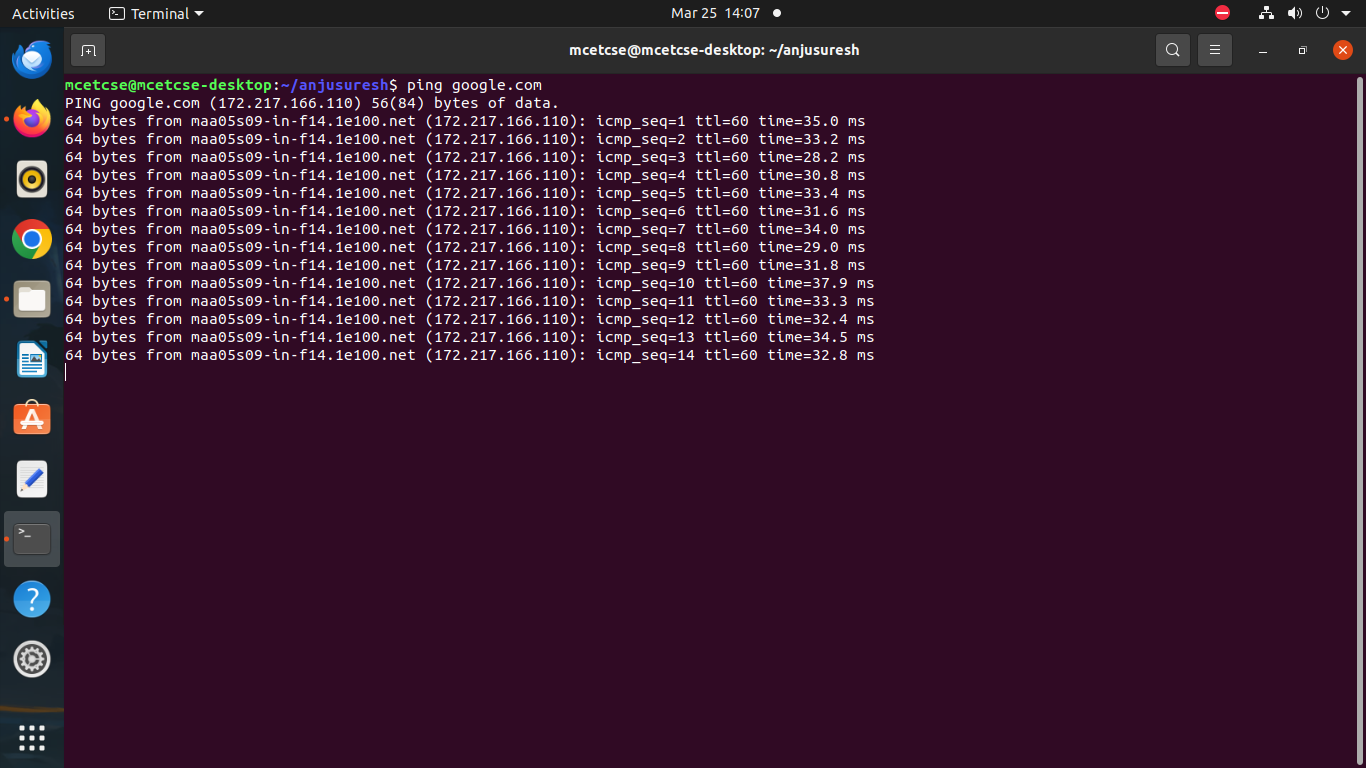 Activities
Terminal
Mar 25 14:07
mcetcse@mcetcse-desktop: ~/anjusuresh
mcetcse@mcetcse-desktop:~/anjusuresh$ ping google.com
PING google.com (172.217.166.110) 56(84) bytes of data.
64 bytes from maa05s09-in-f14.1e100.net (172.217.166.110): icmp_seq=1 ttl=60 time=35.0 ms
64 bytes from maa05s09-in-f14.1e100.net (172.217.166.110): icmp_seq=2 ttl=60 time=33.2 ms
64 bytes from maa05s09-in-f14.1e100.net (172.217.166.110): icmp_seq=3 ttl=60 time=28.2 ms
64 bytes from maa05s09-in-f14.1e100.net (172.217.166.110): icmp_seq=4 ttl=60 time=30.8 ms
64 bytes from maa05s09-in-f14.1e100.net (172.217.166.110): icmp_seq=5 ttl=60 time=33.4 ms
64 bytes from maa05s09-in-f14.1e100.net (172.217.166.110): icmp_seq=6 ttl=60 time=31.6 ms
64 bytes from maa05s09-in-f14.1e100.net (172.217.166.110): icmp_seq=7 ttl=60 time=34.0 ms
64 bytes from maa05s09-in-f14.1e100.net (172.217.166.110): icmp_seq=8 ttl=60 time=29.0 ms
64 bytes from maa05s09-in-f14.1e100.net (172.217.166.110): icmp_seq=9 ttl=60 time=31.8 ms
64 bytes from maa05s09-in-f14.1e100.net (172.217.166.110): icmp_seq=10 ttl=60 time=37.9 ms
64 bytes from maa05s09-in-f14.1e100.net (172.217.166.110): icmp_seq=11 ttl=60 time=33.3 ms
64 bytes from maa05s09-in-f14.1e100.net (172.217.166.110): icmp_seq=12 ttl=60 time=32.4 ms
64 bytes from maa05s09-in-f14.1e100.net (172.217.166.110): icmp_seq=13 ttl=60 time=34.5 ms
64 bytes from maa05s09-in-f14.1e100.net (172.217.166.110): icmp_seq=14 ttl=60 time=32.8 ms